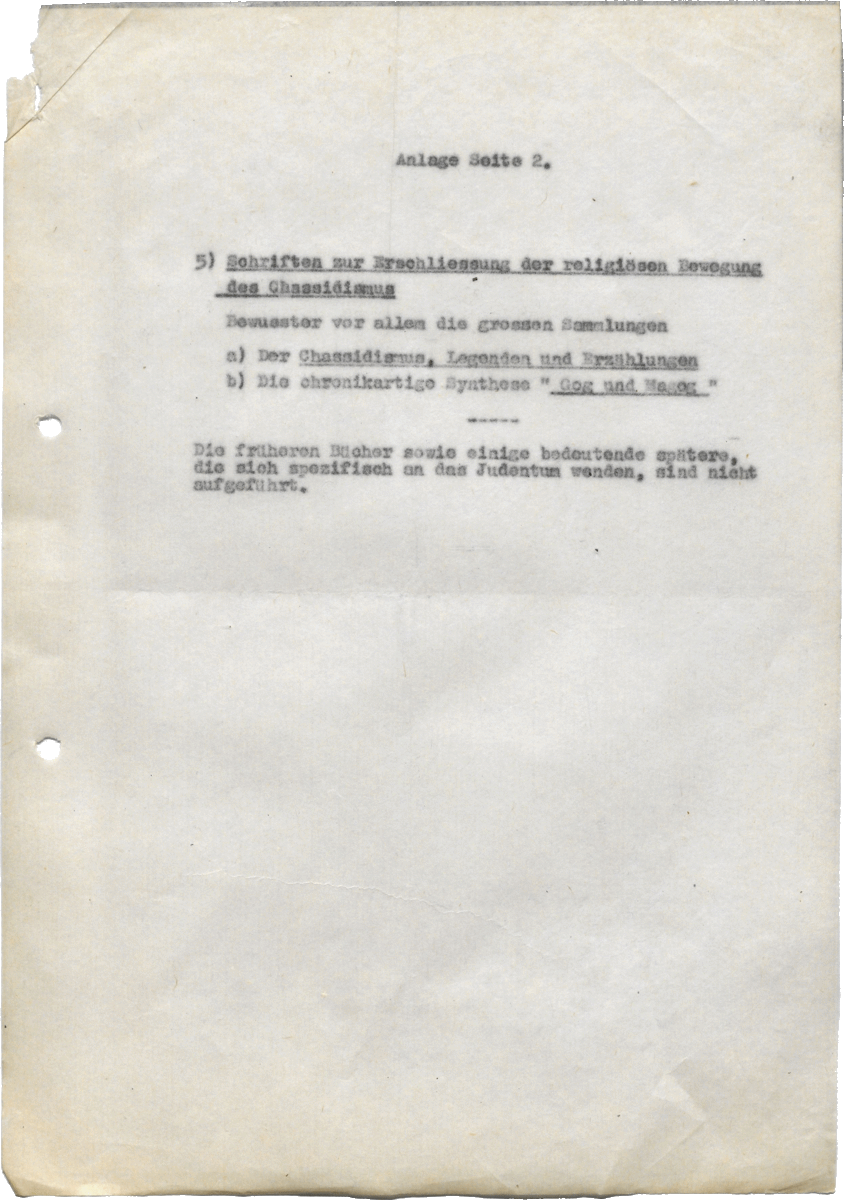 Anlage Seite 2.
5) Schriften zur Erschliessung der religiösen Bewegung
des Chassidismus
Bewusster vor allem die grossen Sammlungen
a) Der Chassidismus, Legenden und Erzählungen
b) Die chronikartige Synthese " Gog und Magog "
-----
Die früheren Bücher sowie einige bedeutende spätere,
die sich spezifisch an das Judentum wenden, sind nicht
aufgeführt.